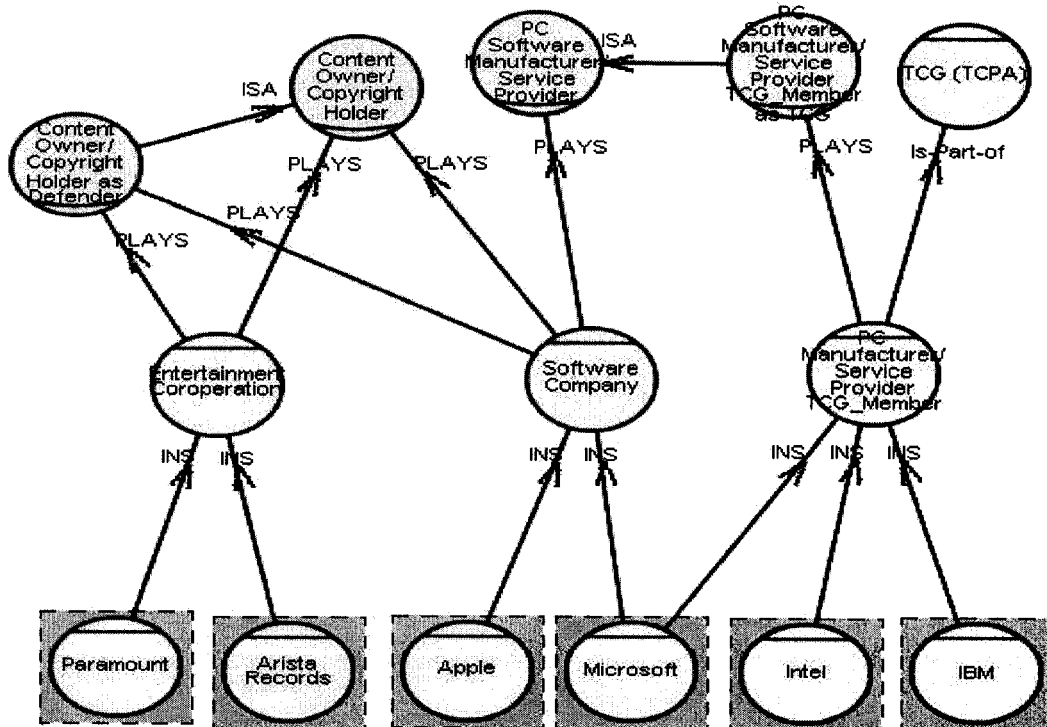 Content
Owner/
Copyright
Holder as
Defender
ISA
Content
Owner/
Copyright
Holder
PC
Software
Manufacturer
Service
Provider
ISA
PC
Software
Manufacturer/
Service
Provider
TCG_Member
as TCG
TCG (TCPA)
PLAYS
PLAYS
PLAYS
PLAYS
PLAYS
PLAYS
Is-Part-of
Entertainment
Coroperation
Software
Company
PC
Manufacturer/
Service
Provider
TCG_Member
INS
INS
INS
INS
INS
INS
INS
Paramount
Arista
Records
Apple
Microsoft
Intel
IBM